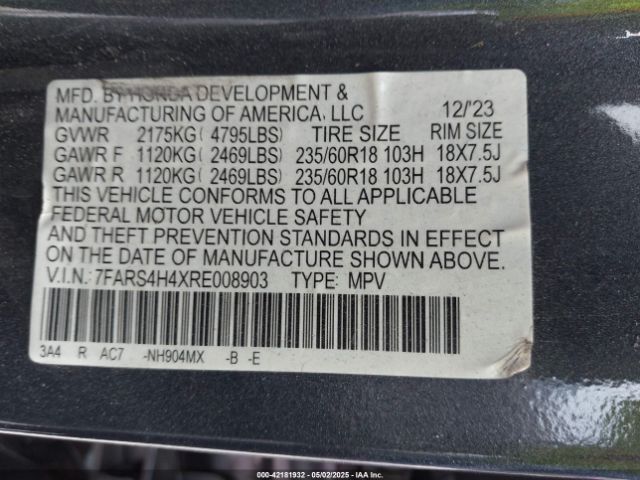 MFD. BY HONDA DEVELOPMENT &
MANUFACTURING OF AMERICA, LLC 12/'23
GVWR 2175KG( 4795LBS) TIRE SIZE RIM SIZE
GAWR F 1120KG( 2469LBS) 235/60R18 103H 18X7.5J
GAWR R 1120KG( 2469LBS) 235/60R18 103H 18X7.5J
THIS VEHICLE CONFORMS TO ALL APPLICABLE
FEDERAL MOTOR VEHICLE SAFETY
AND THEFT PREVENTION STANDARDS IN EFFECT
ON THE DATE OF MANUFACTURE SHOWN ABOVE.
V.I.N.: 7FARS4H4XRE008903 TYPE: MPV
3A4 R AC7 -NH904MX -B -E
000-42181932 - 05/02/2025 - IAA Inc.